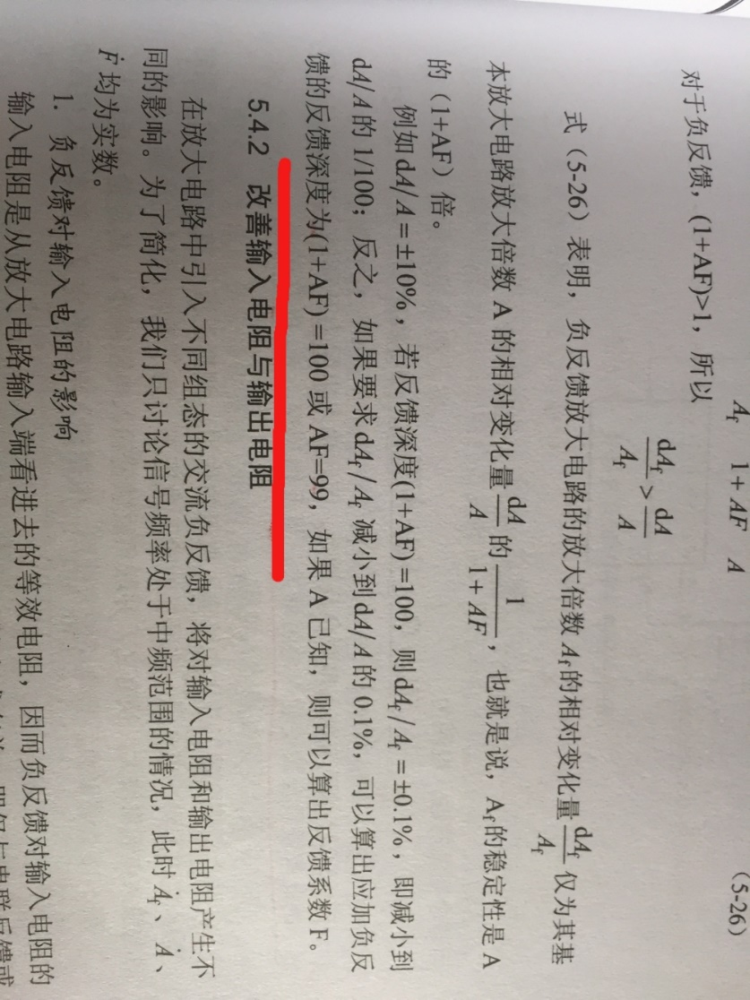 A_f 1+AF A (5-26)
对于负反馈，(1+AF)>1，所以
dA_f/A_f > dA/A
式（5-26）表明，负反馈放大电路的放大倍数 A_f 的相对变化量 dA_f/A_f 仅为其基
本放大电路放大倍数 A 的相对变化量 dA/A 的 1/(1+AF)，也就是说，A_f 的稳定性是 A
的（1+AF）倍。
例如 dA/A=±10%，若反馈深度(1+AF)=100，则 dA_f/A_f=±0.1%，即减小到
dA/A 的 1/100；反之，如果要求 dA_f/A_f 减小到 dA/A 的 0.1%，可以算出应加负反
馈的反馈深度为(1+AF)=100 或 AF=99，如果 A 已知，则可以算出反馈系数 F。
5.4.2 改善输入电阻与输出电阻
在放大电路中引入不同组态的交流负反馈，将对输入电阻和输出电阻产生不
同的影响。为了简化，我们只讨论信号频率处于中频范围的情况，此时 Ȧ_f、Ȧ、
Ḟ 均为实数。
1. 负反馈对输入电阻的影响
输入电阻是从放大电路输入端看进去的等效电阻，因而负反馈对输入电阻的